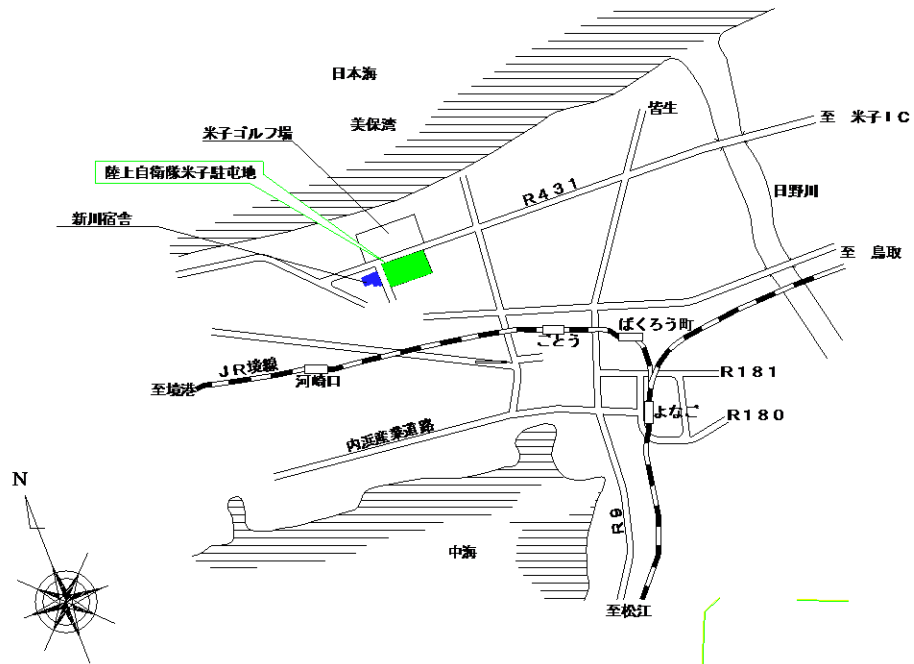 日本海
美保湾
米子ゴルフ場
陸上自衛隊米子駐屯地
新川宿舎
皆生
至 米子IC
R431
日野川
至 鳥取
ばくろう町
ごとう
JR境線
河崎口
至境港
R181
よなご
R180
内浜産業道路
R9
中海
至松江
N